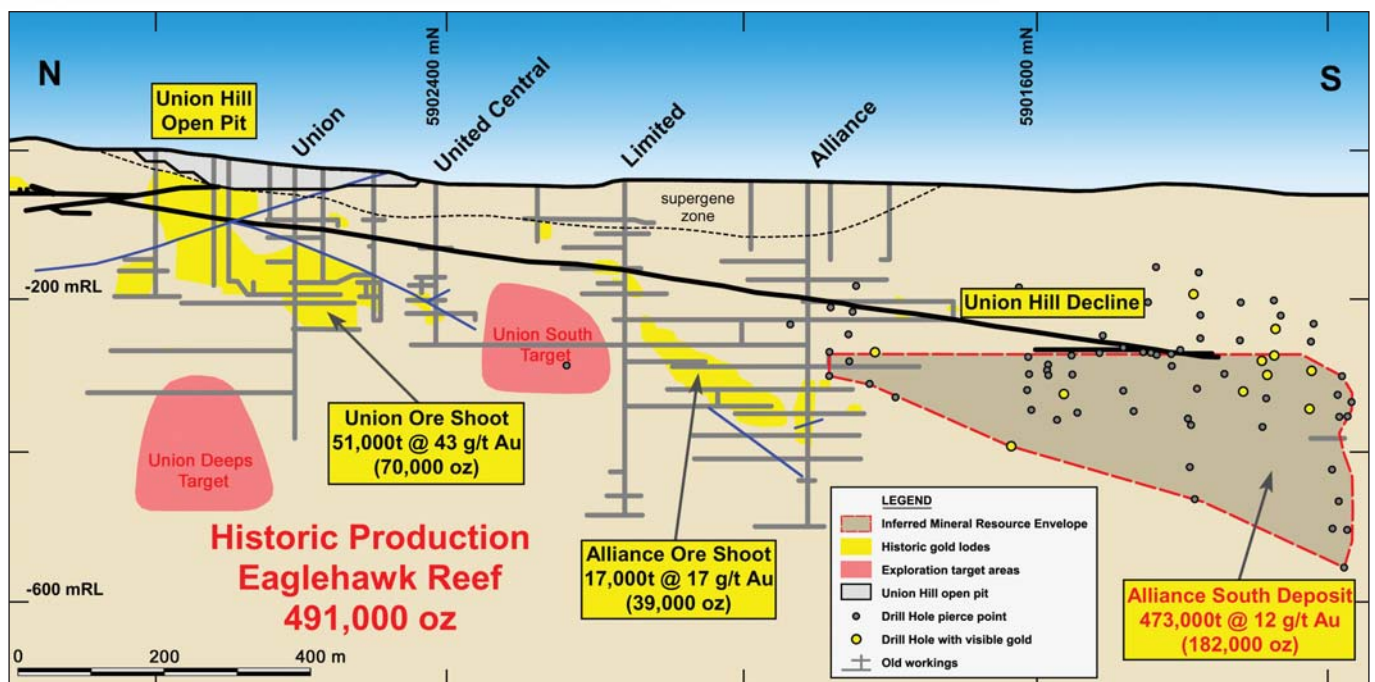 N
S
Union Hill
Open Pit
Union
5902400 mN
United Central
Limited
Alliance
5901600 mN
supergene
zone
-200 mRL
Union Hill Decline
Union South
Target
Union Ore Shoot
51,000t @ 43 g/t Au
(70,000 oz)
Union Deeps
Target
Historic Production
Eaglehawk Reef
491,000 oz
Alliance Ore Shoot
17,000t @ 17 g/t Au
(39,000 oz)
-600 mRL
0 200 400 m
LEGEND
Inferred Mineral Resource Envelope
Historic gold lodes
Exploration target areas
Union Hill open pit
Drill Hole pierce point
Drill Hole with visible gold
Old workings
Alliance South Deposit
473,000t @ 12 g/t Au
(182,000 oz)